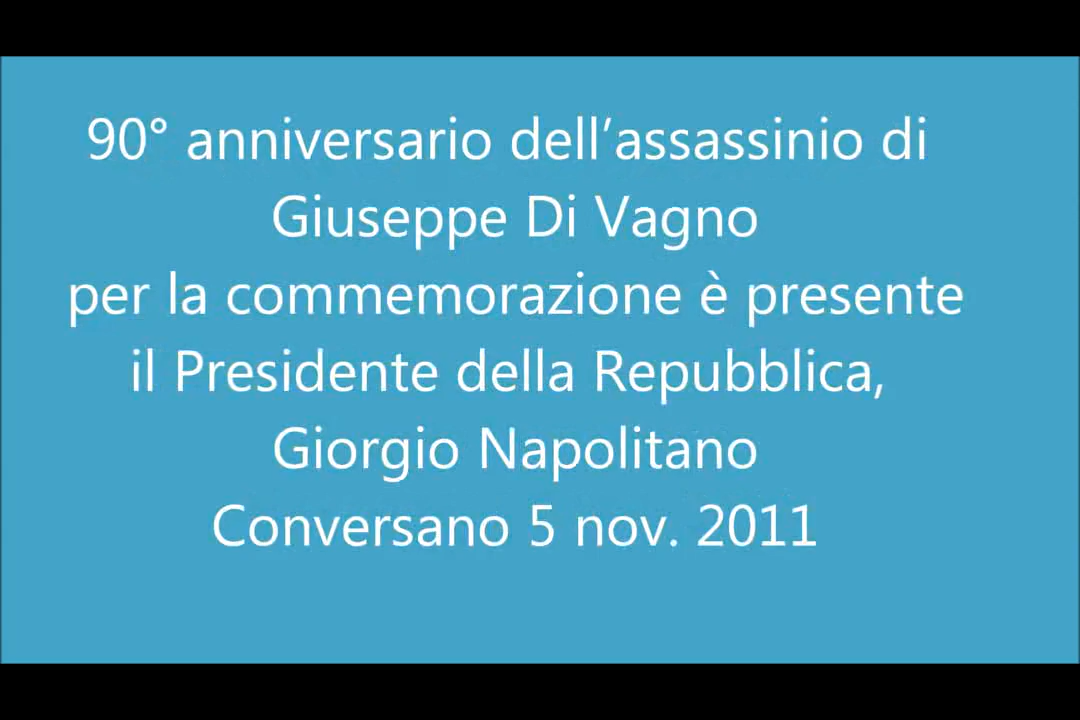 90° anniversario dell’assassinio di
Giuseppe Di Vagno
per la commemorazione è presente
il Presidente della Repubblica,
Giorgio Napolitano
Conversano 5 nov. 2011